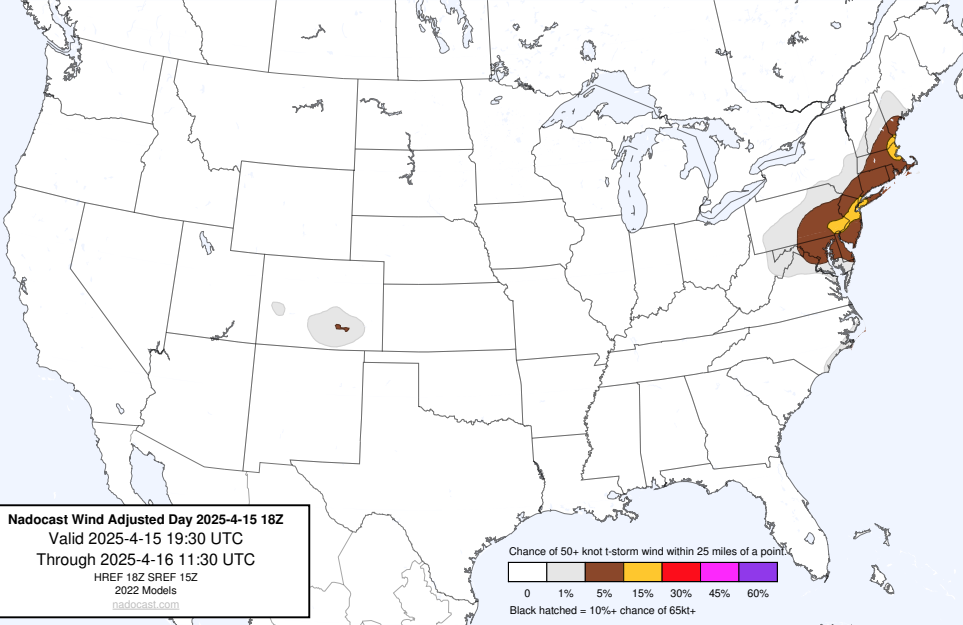 Nadocast Wind Adjusted Day 2025-4-15 18Z
Valid 2025-4-15 19:30 UTC
Through 2025-4-16 11:30 UTC
HREF 18Z SREF 15Z
2022 Models
nadocast.com
Chance of 50+ knot t-storm wind within 25 miles of a point.
0 1% 5% 15% 30% 45% 60%
Black hatched = 10%+ chance of 65kt+